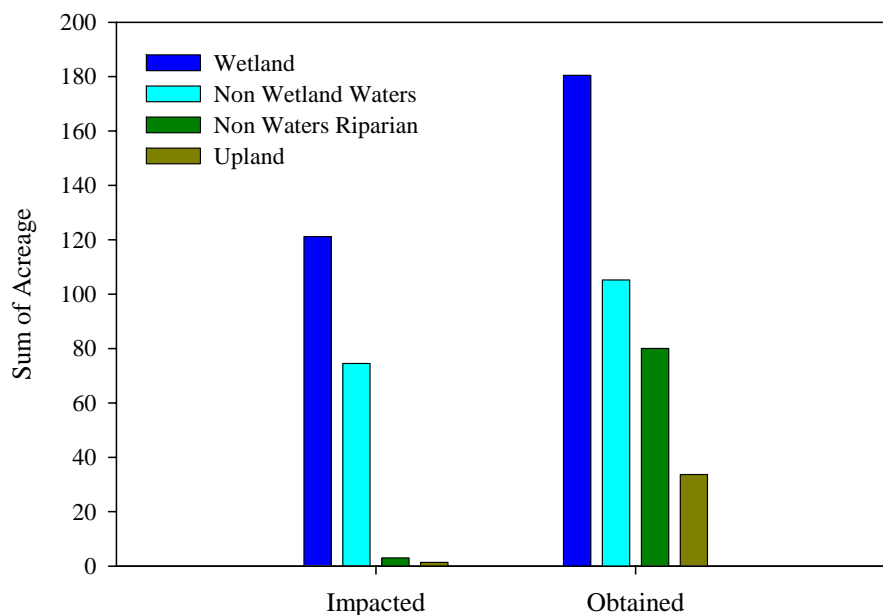 200
180
160
140
120
100
80
60
40
20
0
Sum of Acreage
Wetland
Non Wetland Waters
Non Waters Riparian
Upland
Impacted Obtained